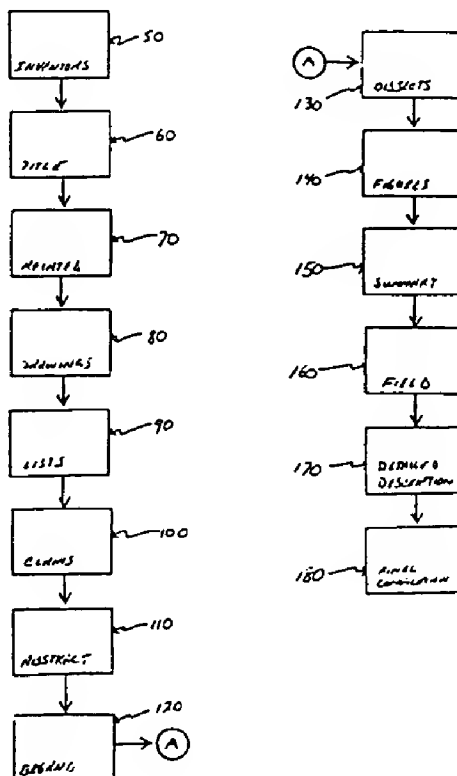 50
INVENTORS
60
TITLE
70
RELATED
80
DRAWINGS
90
LISTS
100
CLAIMS
110
ABSTRACT
120
A
A
130
OBJECTS
140
FIGURES
150
SUMMARY
160
FIELD
170
DETAILED
DESCRIPTION
180
FINAL
COMPILATION